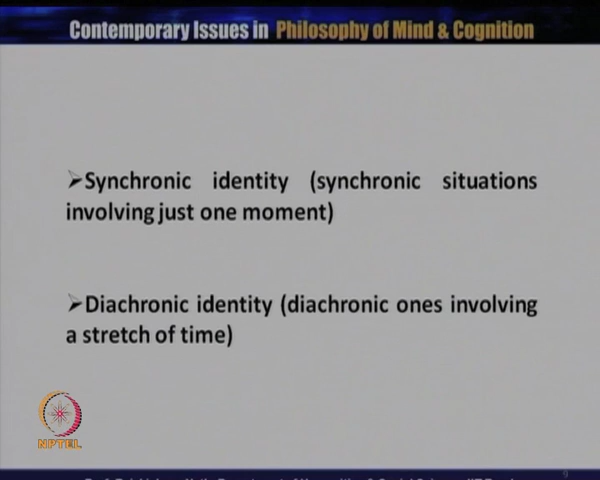 Contemporary Issues in Philosophy of Mind & Cognition
➢Synchronic identity (synchronic situations
involving just one moment)
➢Diachronic identity (diachronic ones involving
a stretch of time)
NPTEL
9